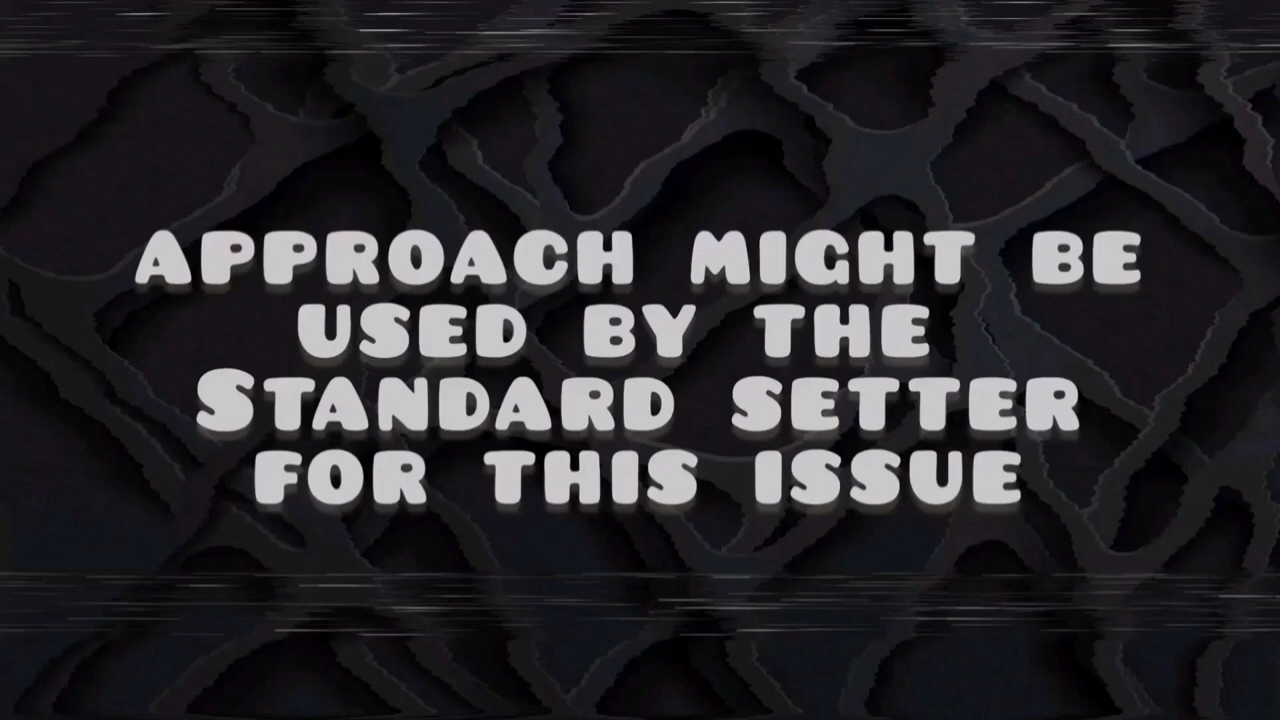 APPROACH MIGHT BE
USED BY THE
STANDARD SETTER
FOR THIS ISSUE